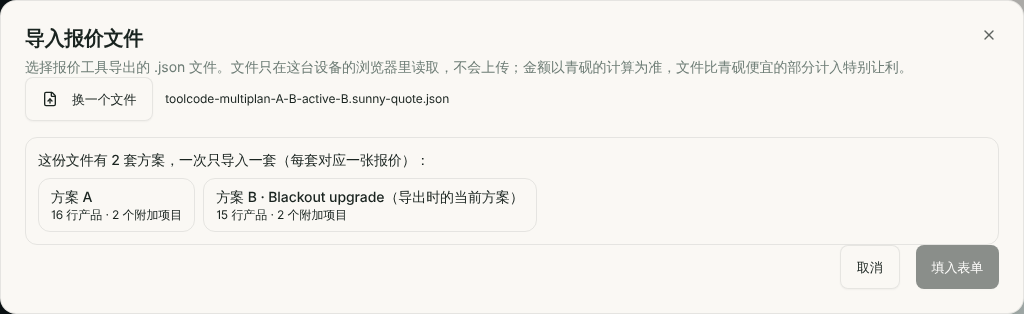 导入报价文件
选择报价工具导出的 .json 文件。文件只在这台设备的浏览器里读取，不会上传；金额以青砚的计算为准，文件比青砚便宜的部分计入特别让利。
换一个文件
toolcode-multiplan-A-B-active-B.sunny-quote.json
这份文件有 2 套方案，一次只导入一套（每套对应一张报价）：
方案 A
16 行产品 · 2 个附加项目
方案 B · Blackout upgrade（导出时的当前方案）
15 行产品 · 2 个附加项目
取消
填入表单